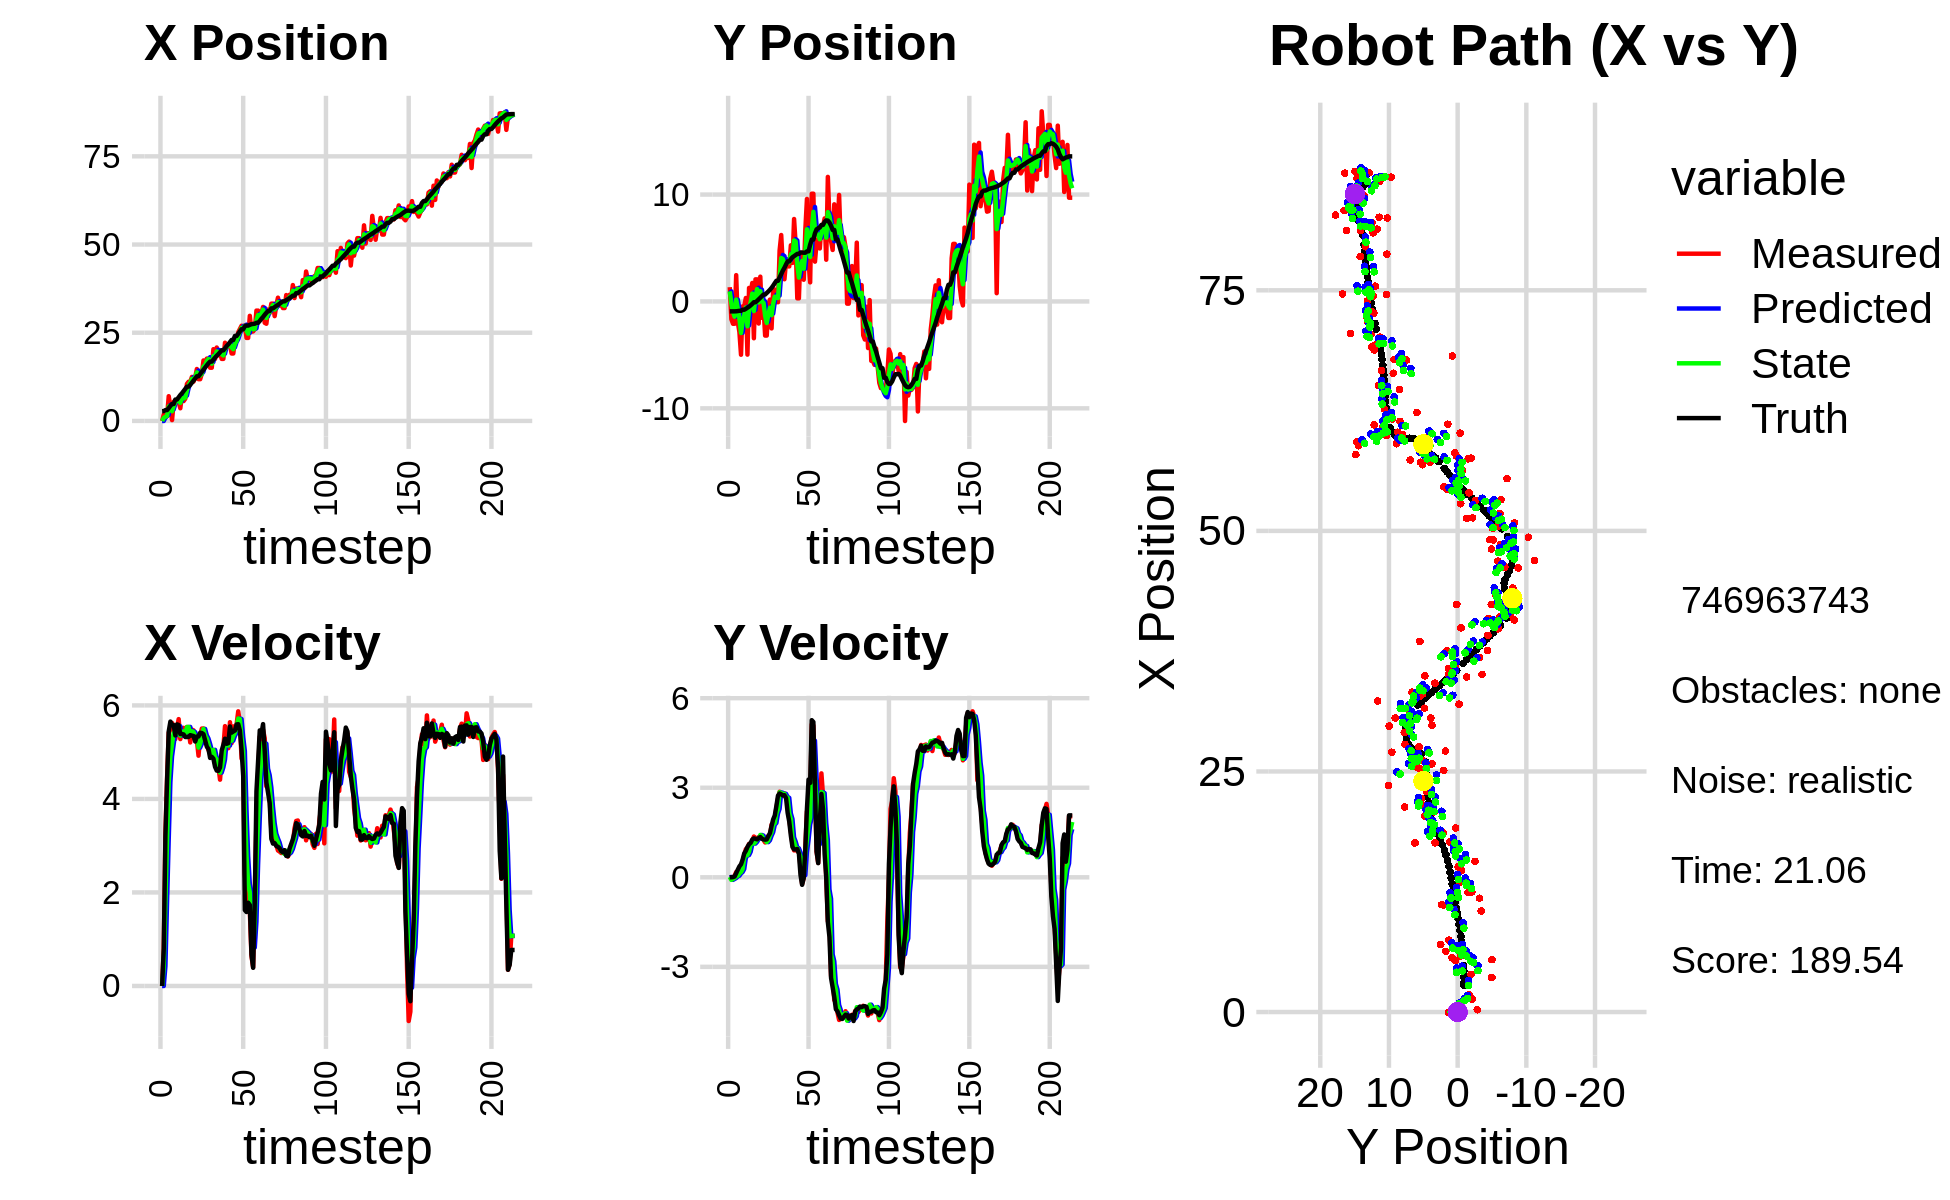 X Position
75
50
25
0
0
50
100
150
200
timestep
Y Position
10
0
-10
0
50
100
150
200
timestep
X Velocity
6
4
2
0
0
50
100
150
200
timestep
Y Velocity
6
3
0
-3
0
50
100
150
200
timestep
Robot Path (X vs Y)
X Position
75
50
25
0
20
10
0
-10
-20
Y Position
variable
Measured
Predicted
State
Truth
746963743
Obstacles: none
Noise: realistic
Time: 21.06
Score: 189.54